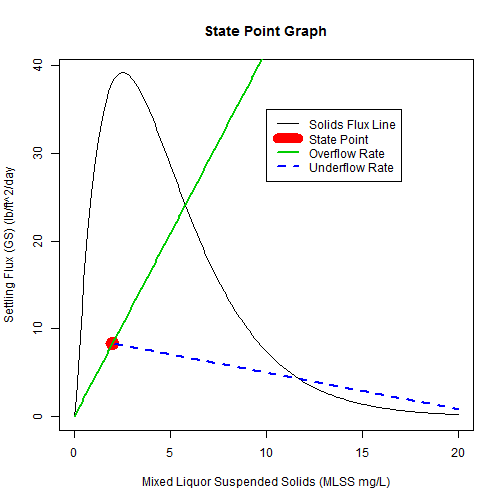 State Point Graph
Settling Flux (GS) (lb/ft^2/day
40
30
20
10
0
Solids Flux Line
State Point
Overflow Rate
Underflow Rate
0 5 10 15 20
Mixed Liquor Suspended Solids (MLSS mg/L)